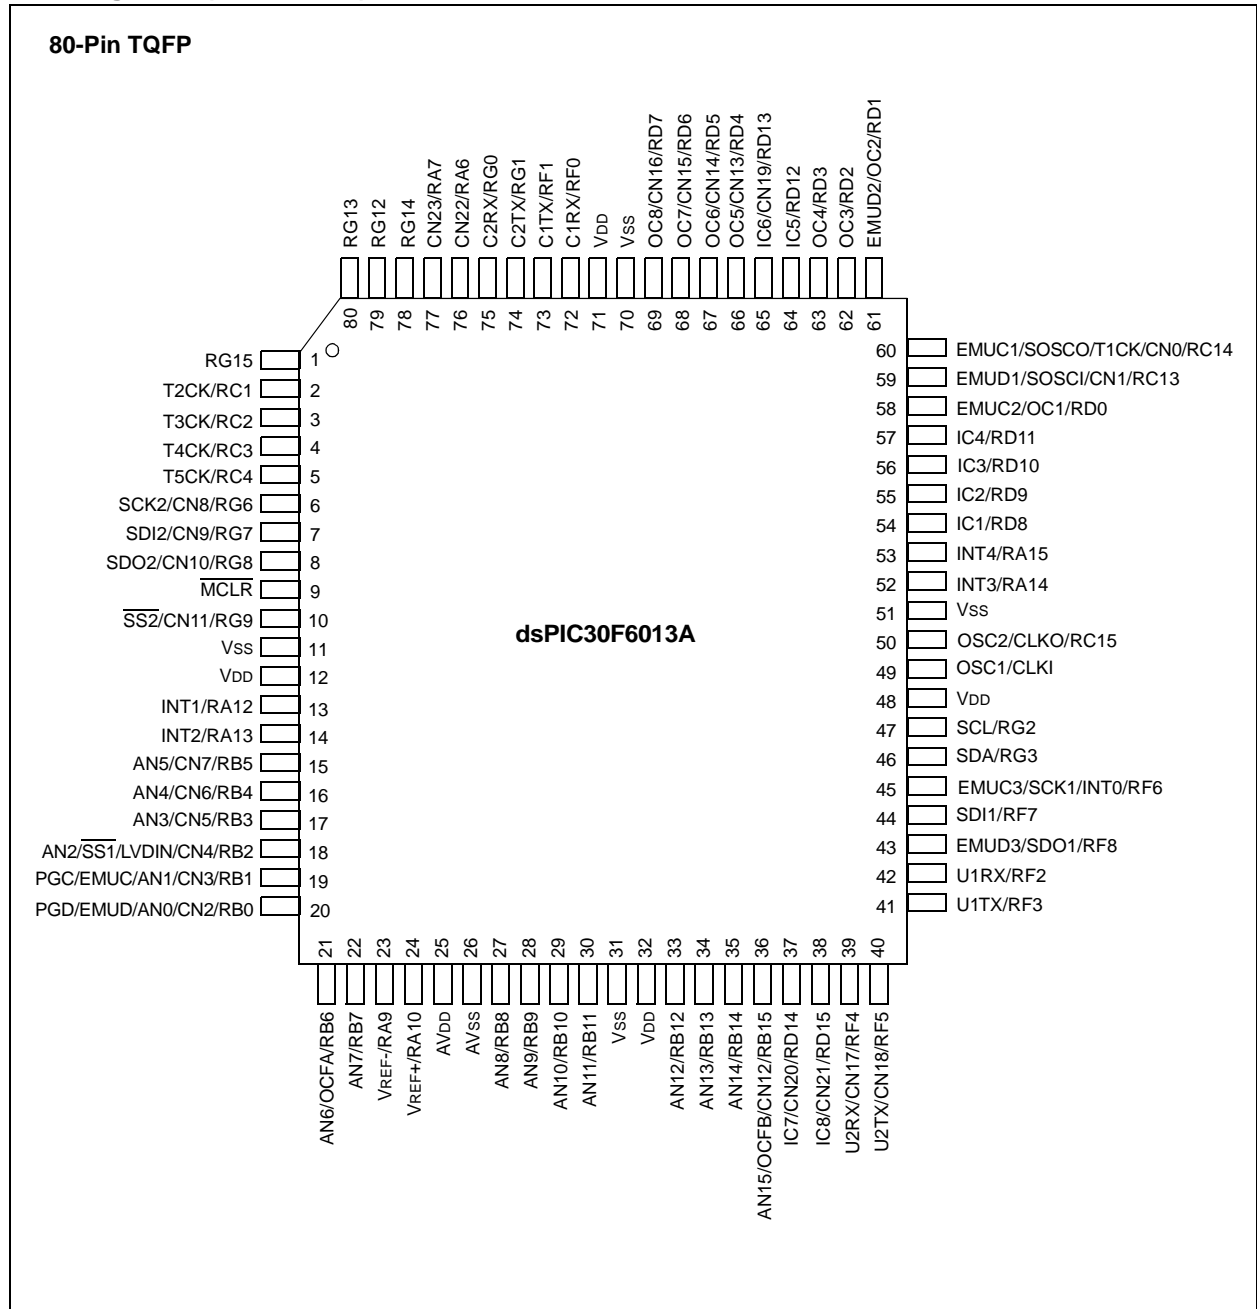 80-Pin TQFP
RG13
RG12
RG14
CN23/RA7
CN22/RA6
C2RX/RG0
C2TX/RG1
C1TX/RF1
C1RX/RF0
VDD
VSS
OC8/CN16/RD7
OC7/CN15/RD6
OC6/CN14/RD5
OC5/CN13/RD4
IC6/CN19/RD13
IC5/RD12
OC4/RD3
OC3/RD2
EMUD2/OC2/RD1
80
79
78
77
76
75
74
73
72
71
70
69
68
67
66
65
64
63
62
61
RG15 1
T2CK/RC1 2
T3CK/RC2 3
T4CK/RC3 4
T5CK/RC4 5
SCK2/CN8/RG6 6
SDI2/CN9/RG7 7
SDO2/CN10/RG8 8
MCLR 9
SS2/CN11/RG9 10
VSS 11
VDD 12
INT1/RA12 13
INT2/RA13 14
AN5/CN7/RB5 15
AN4/CN6/RB4 16
AN3/CN5/RB3 17
AN2/SS1/LVDIN/CN4/RB2 18
PGC/EMUC/AN1/CN3/RB1 19
PGD/EMUD/AN0/CN2/RB0 20
dsPIC30F6013A
60 EMUC1/SOSCO/T1CK/CN0/RC14
59 EMUD1/SOSCI/CN1/RC13
58 EMUC2/OC1/RD0
57 IC4/RD11
56 IC3/RD10
55 IC2/RD9
54 IC1/RD8
53 INT4/RA15
52 INT3/RA14
51 VSS
50 OSC2/CLKO/RC15
49 OSC1/CLKI
48 VDD
47 SCL/RG2
46 SDA/RG3
45 EMUC3/SCK1/INT0/RF6
44 SDI1/RF7
43 EMUD3/SDO1/RF8
42 U1RX/RF2
41 U1TX/RF3
21
22
23
24
25
26
27
28
29
30
31
32
33
34
35
36
37
38
39
40
AN6/OCFA/RB6
AN7/RB7
VREF-/RA9
VREF+/RA10
AVDD
AVSS
AN8/RB8
AN9/RB9
AN10/RB10
AN11/RB11
VSS
VDD
AN12/RB12
AN13/RB13
AN14/RB14
AN15/OCFB/CN12/RB15
IC7/CN20/RD14
IC8/CN21/RD15
U2RX/CN17/RF4
U2TX/CN18/RF5